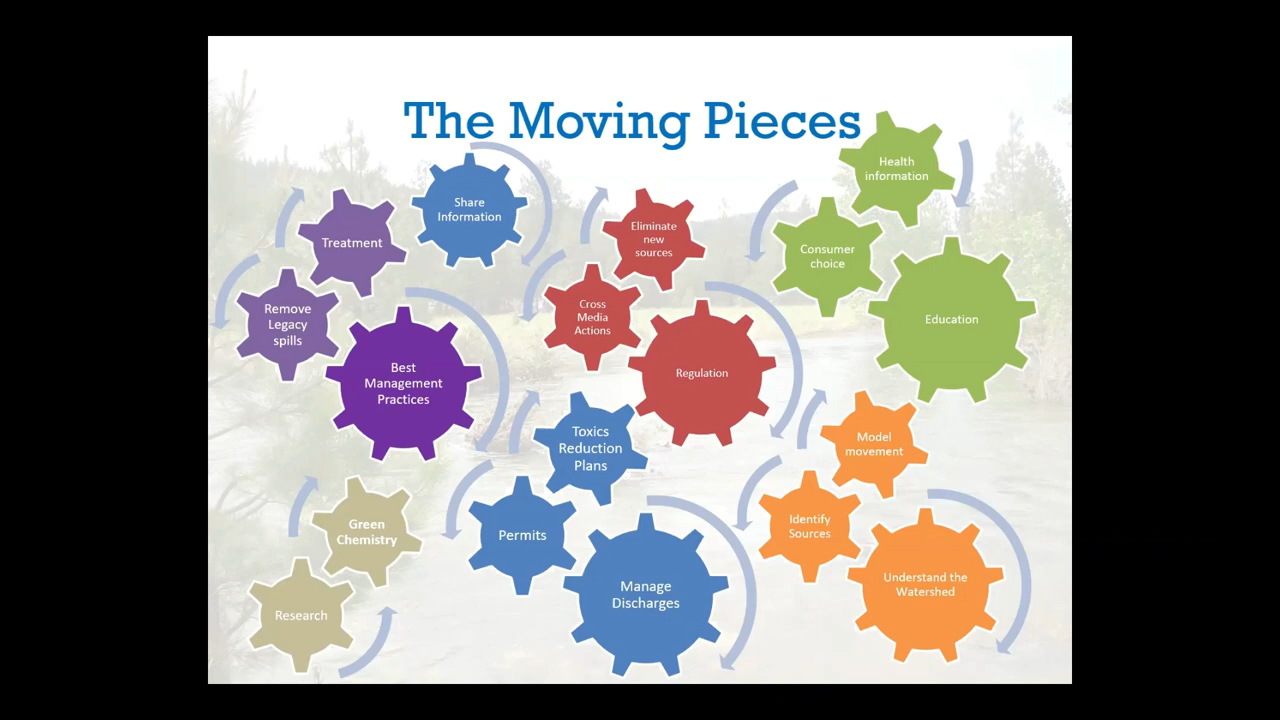 The Moving Pieces
Health
information
Share
Information
Treatment
Eliminate
new
sources
Consumer
choice
Remove
Legacy
spills
Cross
Media
Actions
Education
Best
Management
Practices
Regulation
Toxics
Reduction
Plans
Model
movement
Green
Chemistry
Permits
Identify
Sources
Manage
Discharges
Understand the
Watershed
Research